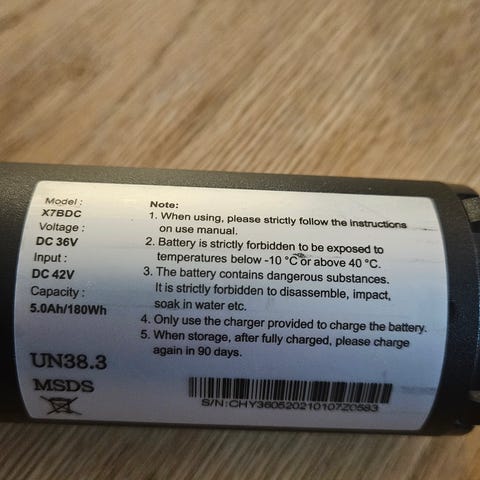 Model :
X7BDC
Voltage :
DC 36V
Input :
DC 42V
Capacity :
5.0Ah/180Wh
UN38.3
MSDS
Note:
1. When using, please strictly follow the instructions
on use manual.
2. Battery is strictly forbidden to be exposed to
temperatures below -10 °C or above 40 °C.
3. The battery contains dangerous substances.
It is strictly forbidden to disassemble, impact,
soak in water etc.
4. Only use the charger provided to charge the battery.
5. When storage, after fully charged, please charge
again in 90 days.
S/N:CHY360520210107Z0583